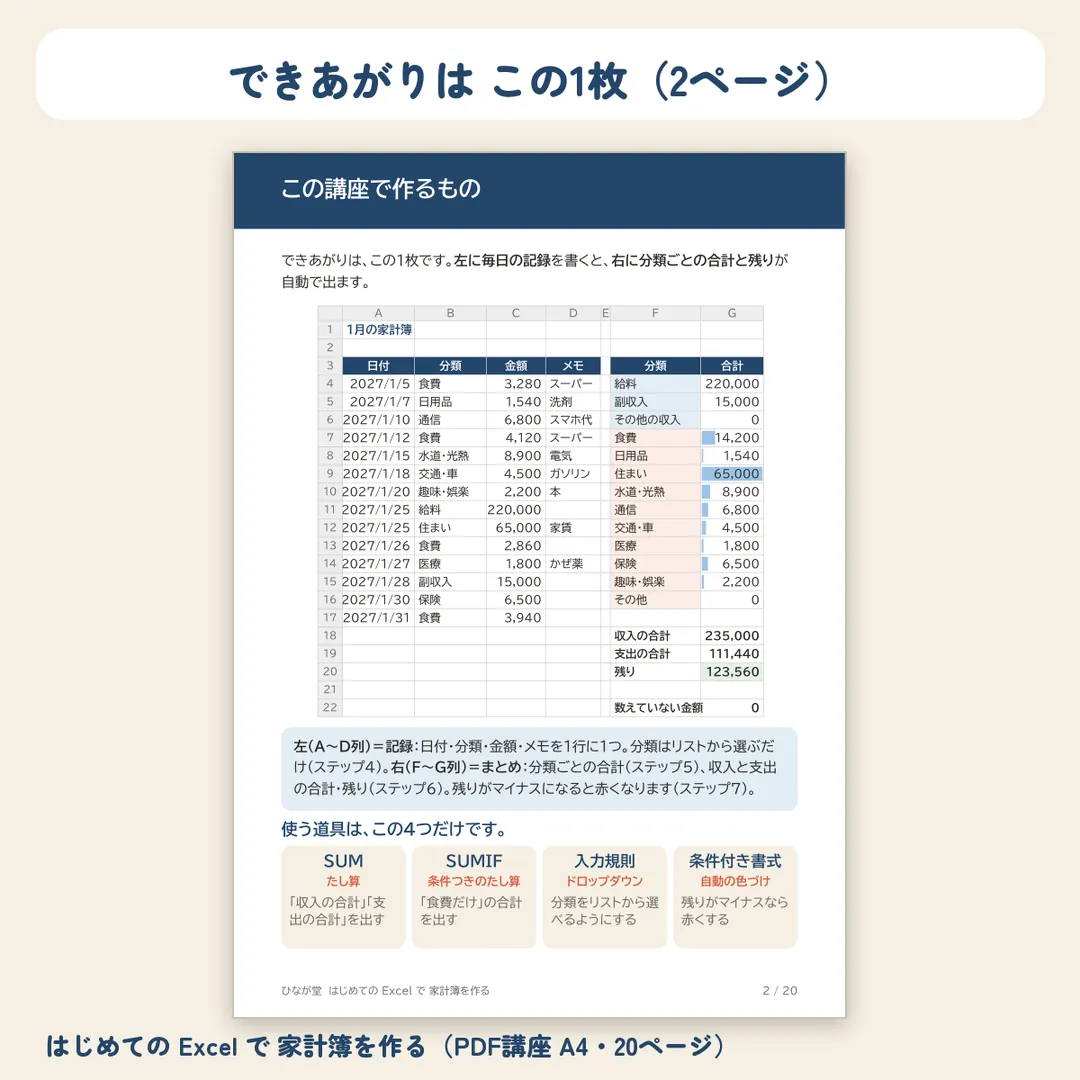 できあがりは この1枚（2ページ）
この講座で作るもの
できあがりは、この1枚です。左に毎日の記録を書くと、右に分類ごとの合計と残りが
自動で出ます。
A B C D E F G
1 1月の家計簿
2
3 日付 分類 金額 メモ 分類 合計
4 2027/1/5 食費 3,280 スーパー 給料 220,000
5 2027/1/7 日用品 1,540 洗剤 副収入 15,000
6 2027/1/10 通信 6,800 スマホ代 その他の収入 0
7 2027/1/12 食費 4,120 スーパー 食費 14,200
8 2027/1/15 水道・光熱 8,900 電気 日用品 1,540
9 2027/1/18 交通・車 4,500 ガソリン 住まい 65,000
10 2027/1/20 趣味・娯楽 2,200 本 水道・光熱 8,900
11 2027/1/25 給料 220,000 通信 6,800
12 2027/1/25 住まい 65,000 家賃 交通・車 4,500
13 2027/1/26 食費 2,860 医療 1,800
14 2027/1/27 医療 1,800 かぜ薬 保険 6,500
15 2027/1/28 副収入 15,000 趣味・娯楽 2,200
16 2027/1/30 保険 6,500 その他 0
17 2027/1/31 食費 3,940
18 収入の合計 235,000
19 支出の合計 111,440
20 残り 123,560
21
22 数えていない金額 0
左（A～D列）＝記録：日付・分類・金額・メモを1行に1つ。分類はリストから選ぶだ
け（ステップ4）。右（F～G列）＝まとめ：分類ごとの合計（ステップ5）、収入と支出
の合計・残り（ステップ6）。残りがマイナスになると赤くなります（ステップ7）。
使う道具は、この4つだけです。
SUM
たし算
「収入の合計」「支
出の合計」を出す
SUMIF
条件つきのたし算
「食費だけ」の合計
を出す
入力規則
ドロップダウン
分類をリストから選
べるようにする
条件付き書式
自動の色づけ
残りがマイナスなら
赤くする
ひなが堂 はじめての Excel で 家計簿を作る 2 / 20
はじめての Excel で 家計簿を作る（PDF講座 A4・20ページ）